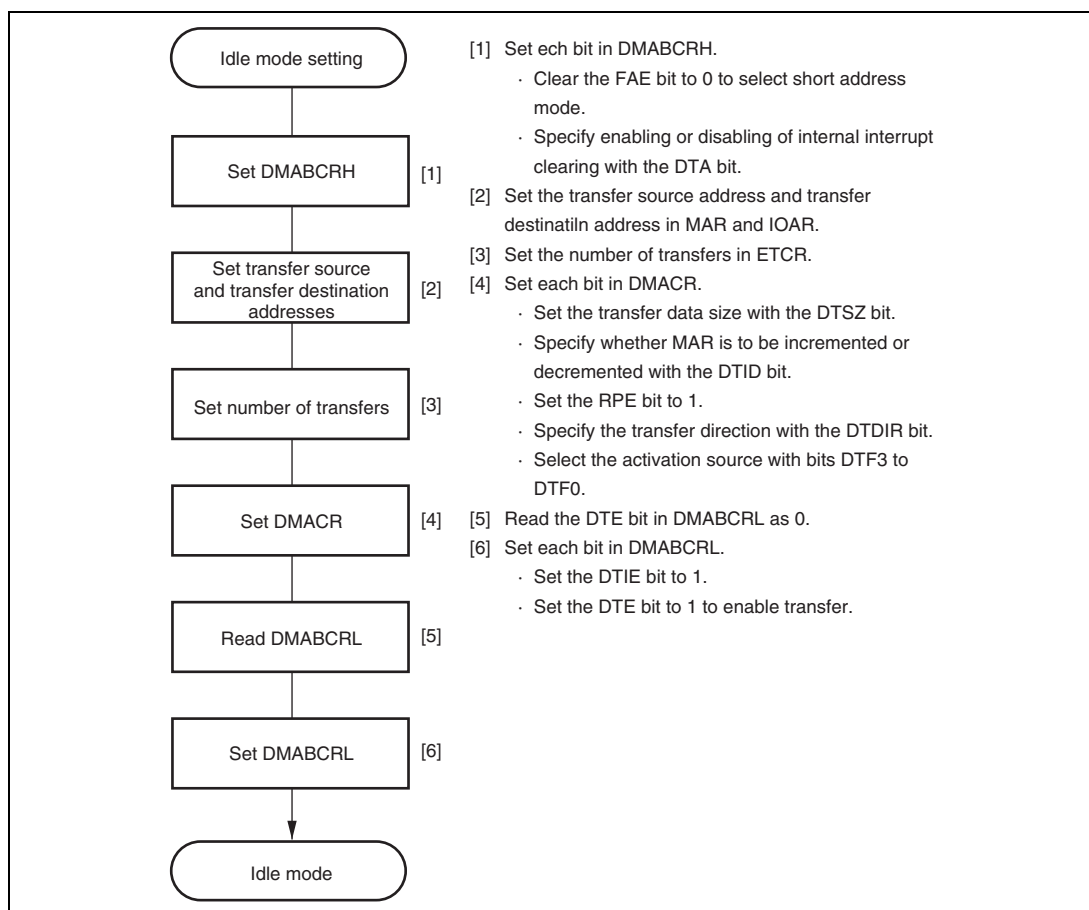 Idle mode setting
Set DMABCRH
[1]
Set transfer source
and transfer destination
addresses
[2]
Set number of transfers
[3]
Set DMACR
[4]
Read DMABCRL
[5]
Set DMABCRL
[6]
Idle mode
[1] Set ech bit in DMABCRH.
· Clear the FAE bit to 0 to select short address
mode.
· Specify enabling or disabling of internal interrupt
clearing with the DTA bit.
[2] Set the transfer source address and transfer
destinatiln address in MAR and IOAR.
[3] Set the number of transfers in ETCR.
[4] Set each bit in DMACR.
· Set the transfer data size with the DTSZ bit.
· Specify whether MAR is to be incremented or
decremented with the DTID bit.
· Set the RPE bit to 1.
· Specify the transfer direction with the DTDIR bit.
· Select the activation source with bits DTF3 to
DTF0.
[5] Read the DTE bit in DMABCRL as 0.
[6] Set each bit in DMABCRL.
· Set the DTIE bit to 1.
· Set the DTE bit to 1 to enable transfer.